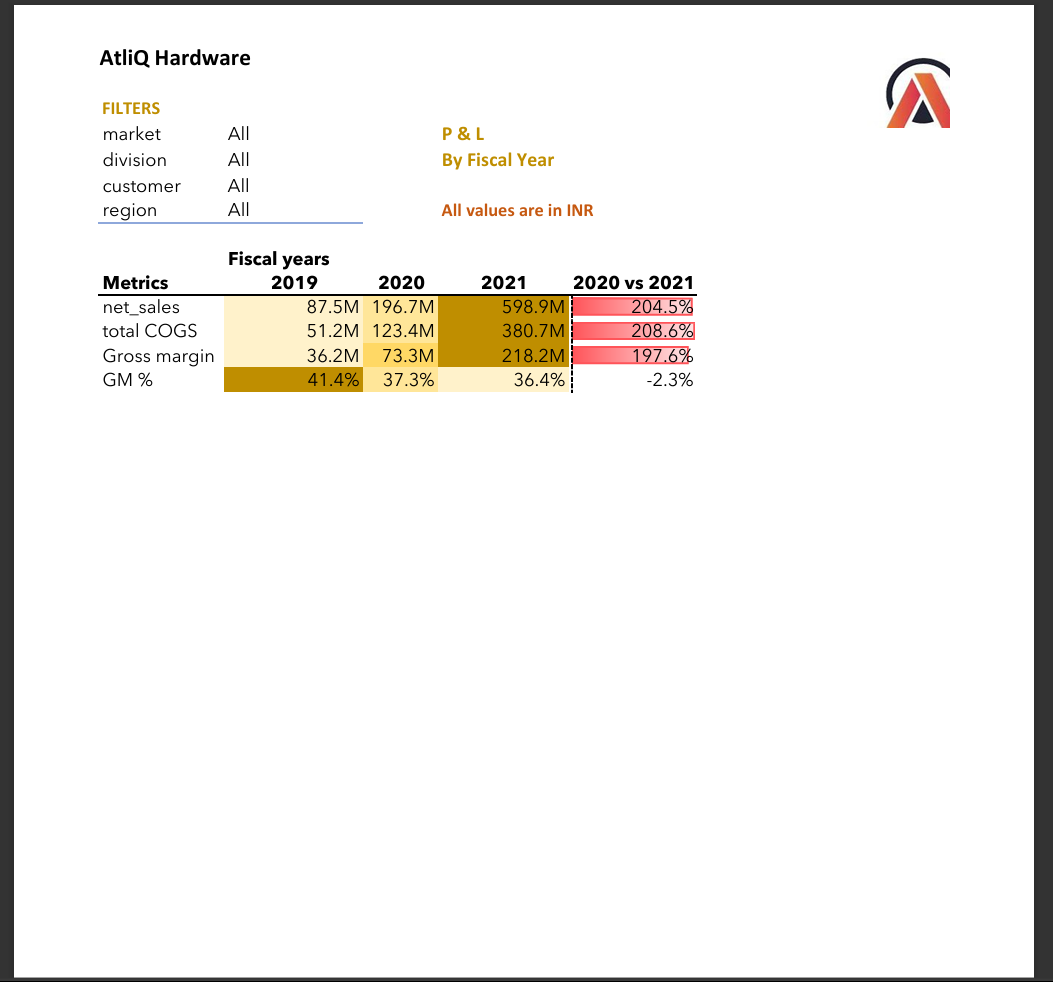 AtliQ Hardware
FILTERS
market All P & L
division All By Fiscal Year
customer All
region All All values are in INR
Fiscal years
Metrics 2019 2020 2021 2020 vs 2021
net_sales 87.5M 196.7M 598.9M 204.5%
total COGS 51.2M 123.4M 380.7M 208.6%
Gross margin 36.2M 73.3M 218.2M 197.6%
GM % 41.4% 37.3% 36.4% -2.3%